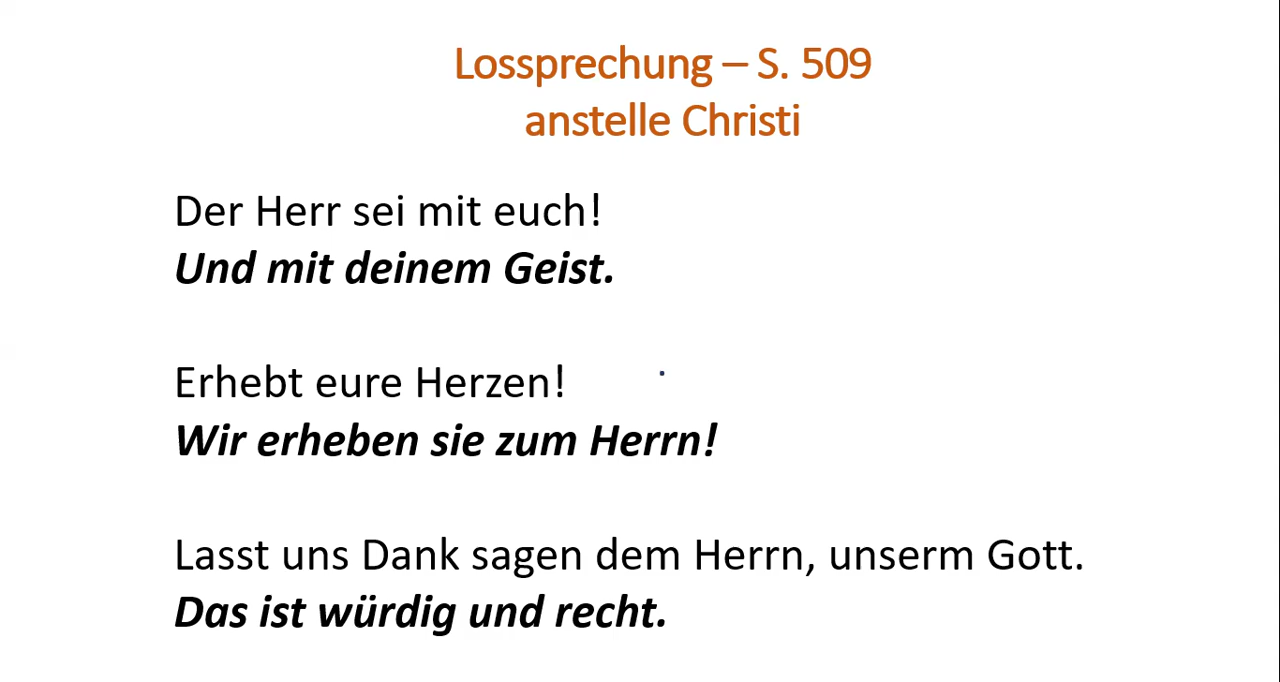 Lossprechung – S. 509
anstelle Christi
Der Herr sei mit euch!
Und mit deinem Geist.
Erhebt eure Herzen!
Wir erheben sie zum Herrn!
Lasst uns Dank sagen dem Herrn, unserm Gott.
Das ist würdig und recht.